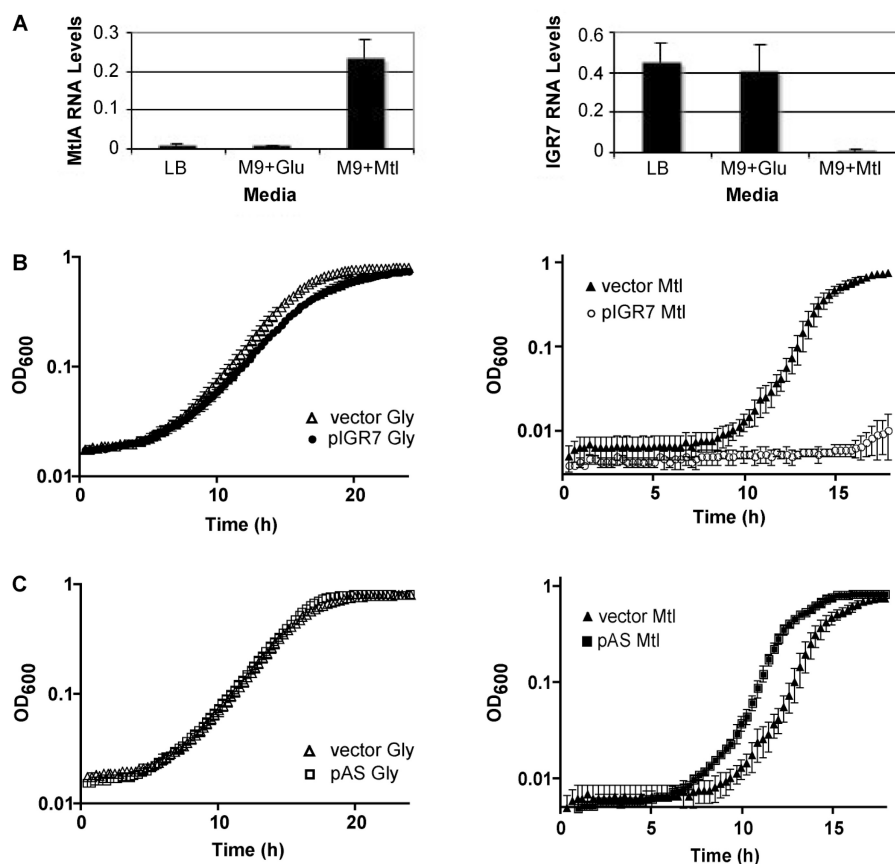 A
MtlA RNA Levels
0.3
0.2
0.1
0
LB
M9+Glu
M9+Mtl
Media
IGR7 RNA Levels
0.6
0.4
0.2
0
LB
M9+Glu
M9+Mtl
Media
B
OD600
1
0.1
0.01
vector Gly
pIGR7 Gly
0
10
20
Time (h)
OD600
1
0.1
0.01
vector Mtl
pIGR7 Mtl
0
5
10
15
Time (h)
C
OD600
1
0.1
0.01
vector Gly
pAS Gly
0
10
20
Time (h)
OD600
1
0.1
0.01
vector Mtl
pAS Mtl
0
5
10
15
Time (h)